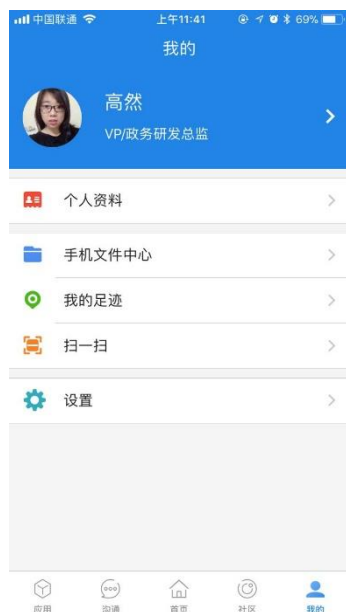 中国联通 上午11:41 69%
我的
高然
VP/政务研发总监
个人资料
手机文件中心
我的足迹
扫一扫
设置
应用 沟通 首页 社区 我的